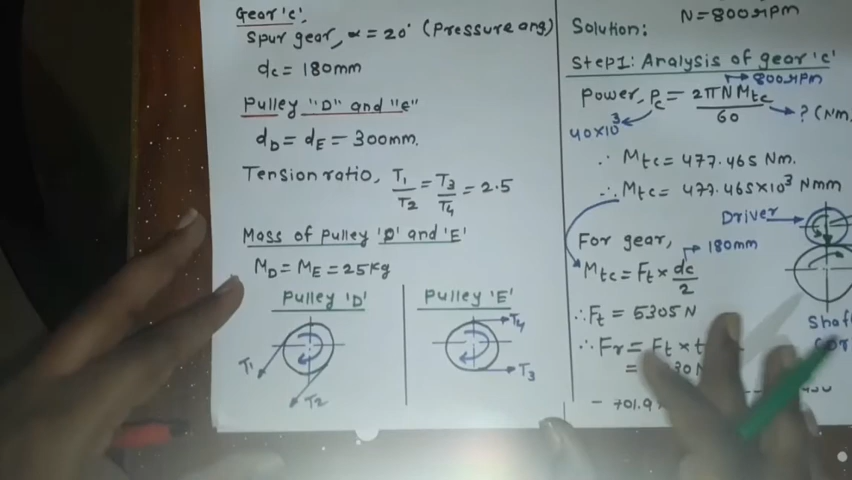 Gear 'C'.
Spur gear, α = 20° (Pressure ang)
dc = 180mm
Pulley "D" and "E"
dD = dE = 300mm.
Tension ratio, T1/T2 = T3/T4 = 2.5
Mass of pulley 'D' and 'E'
MD = ME = 25kg
Pulley 'D'
T1
T2
Pulley 'E'
T4
T3
N = 800rpm
Solution:
Step1: Analysis of gear 'C'
800rpm
Power, Pc = 2πNMtc/60
? (Nm.
40×10³
∴ Mtc = 477.465 Nm.
∴ Mtc = 477.465×10³ Nmm
Driver
For gear,
180mm
Mtc = Ft × dc/2
∴ Ft = 5305 N
Shaf
∴ Fr = Ft × t
=